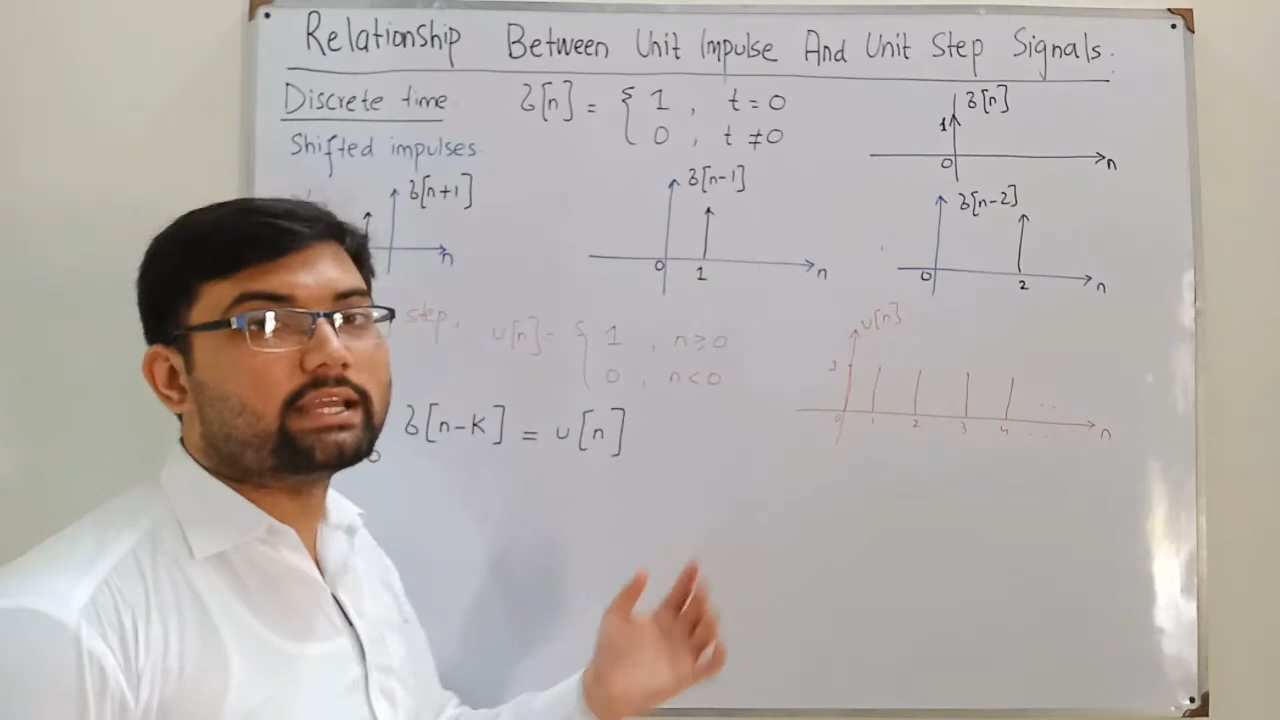 Relationship Between Unit Impulse And Unit Step Signals.
Discrete time
δ[n] = { 1 , t = 0
0 , t ≠ 0
δ[n]
1
0
n
Shifted impulses
δ[n+1]
n
δ[n-1]
0
1
n
δ[n-2]
0
2
n
step.
u[n] = { 1 , n ≥ 0
0 , n < 0
u[n]
0 1 2 3 4 ....
n
δ[n-K] = u[n]